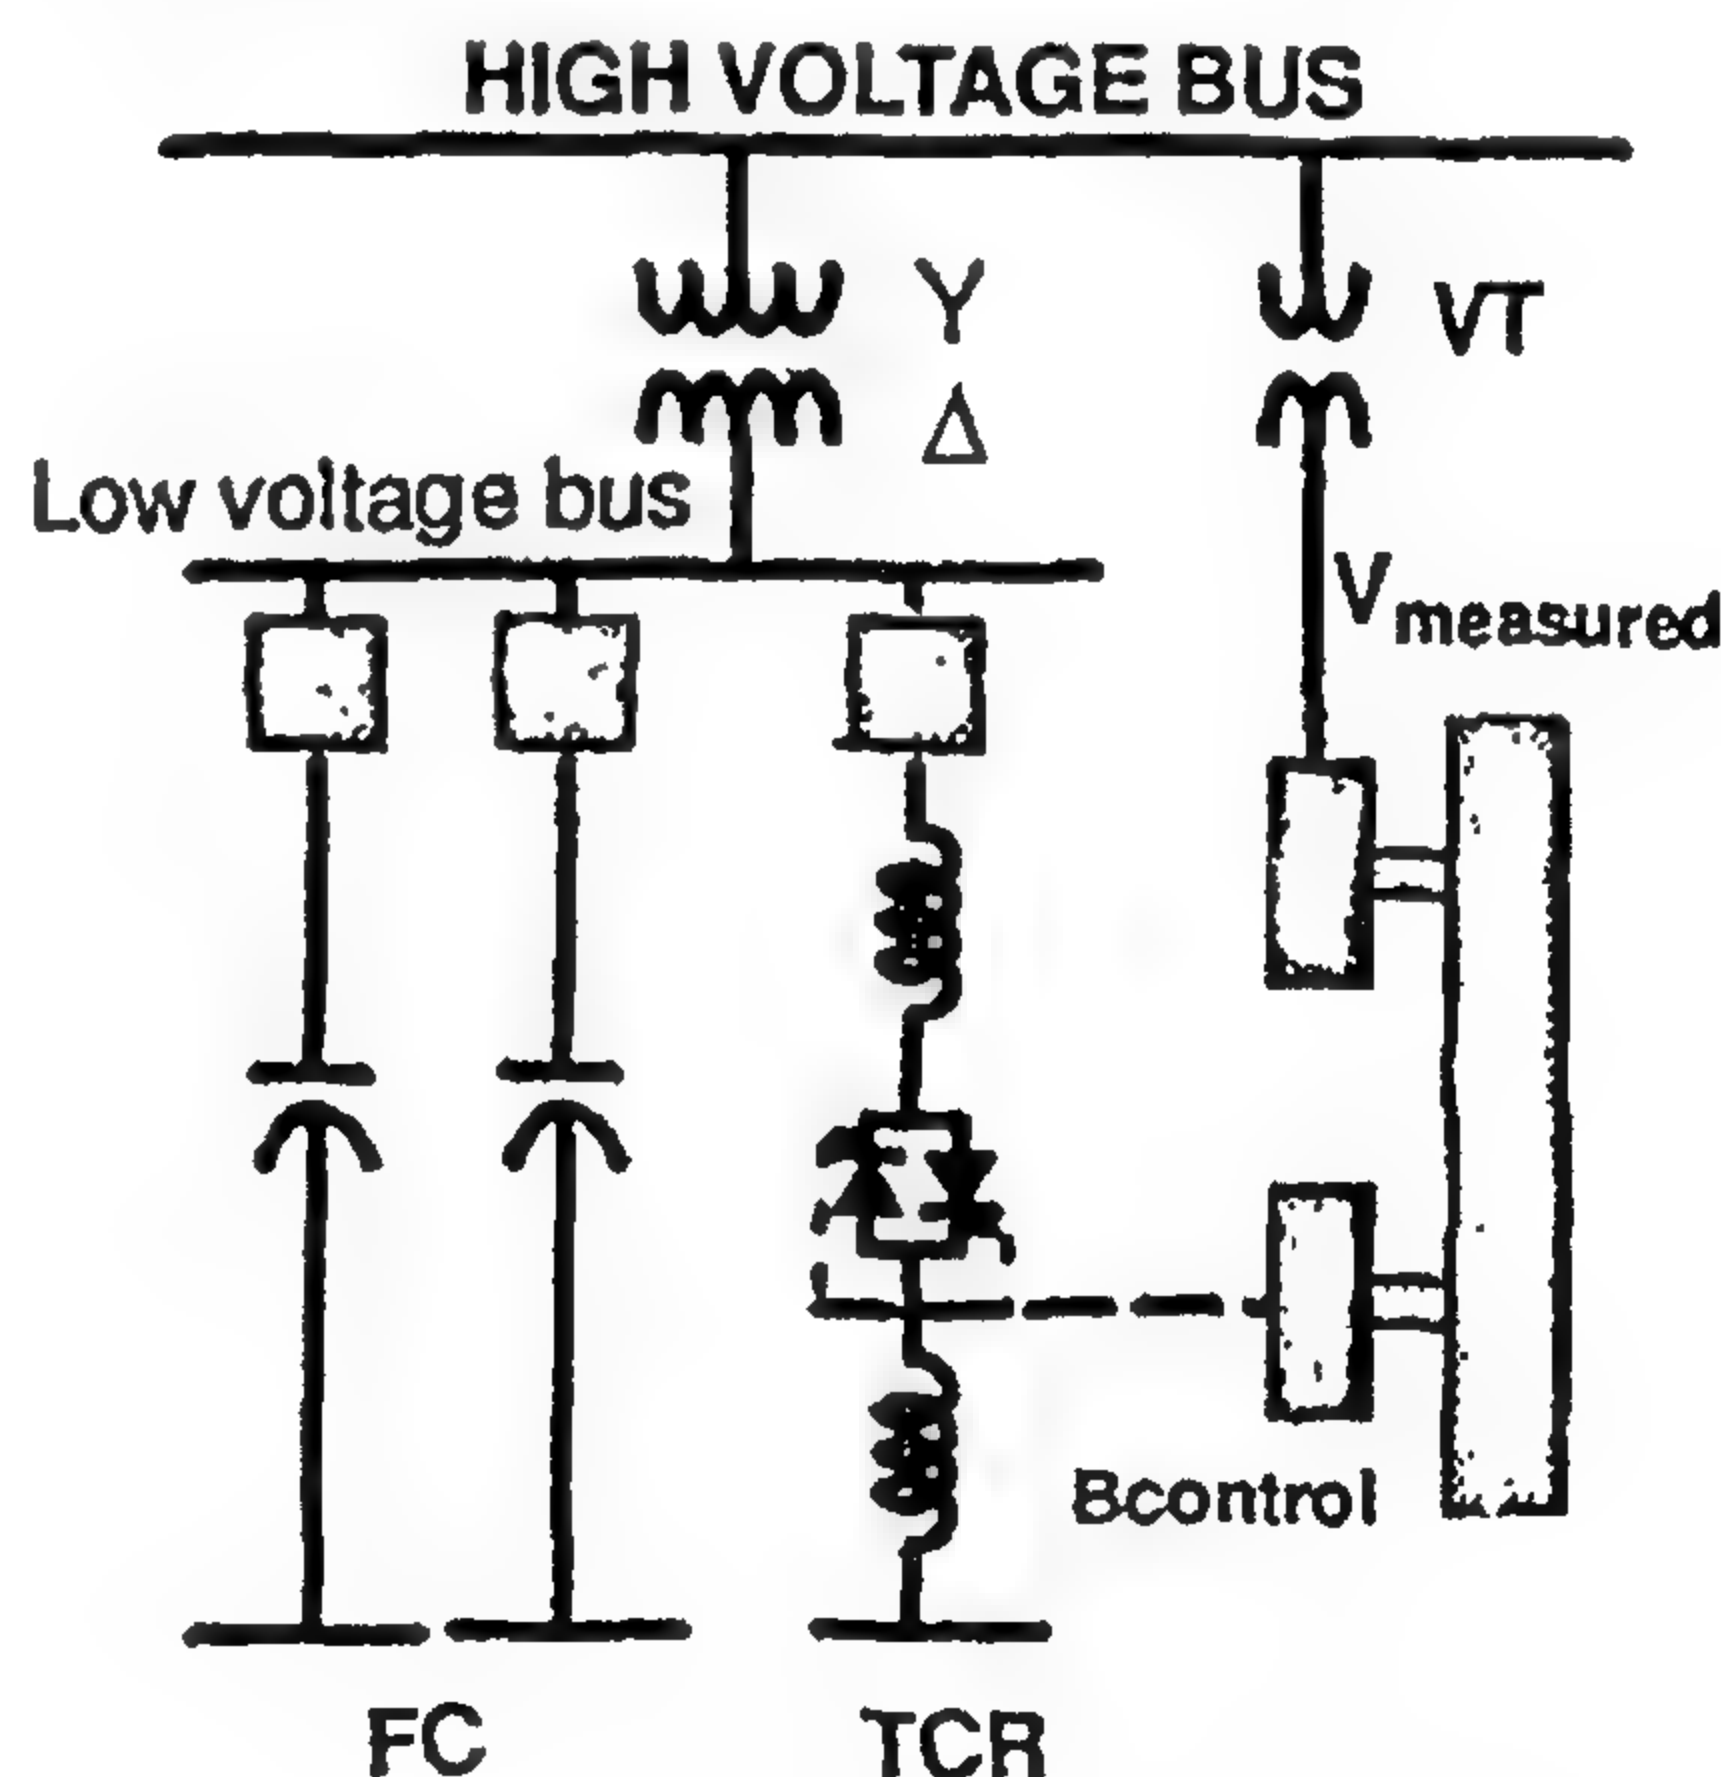 HIGH VOLTAGE BUS
Y
VT
Δ
Low voltage bus
Vmeasured
Bcontrol
FC
TCR